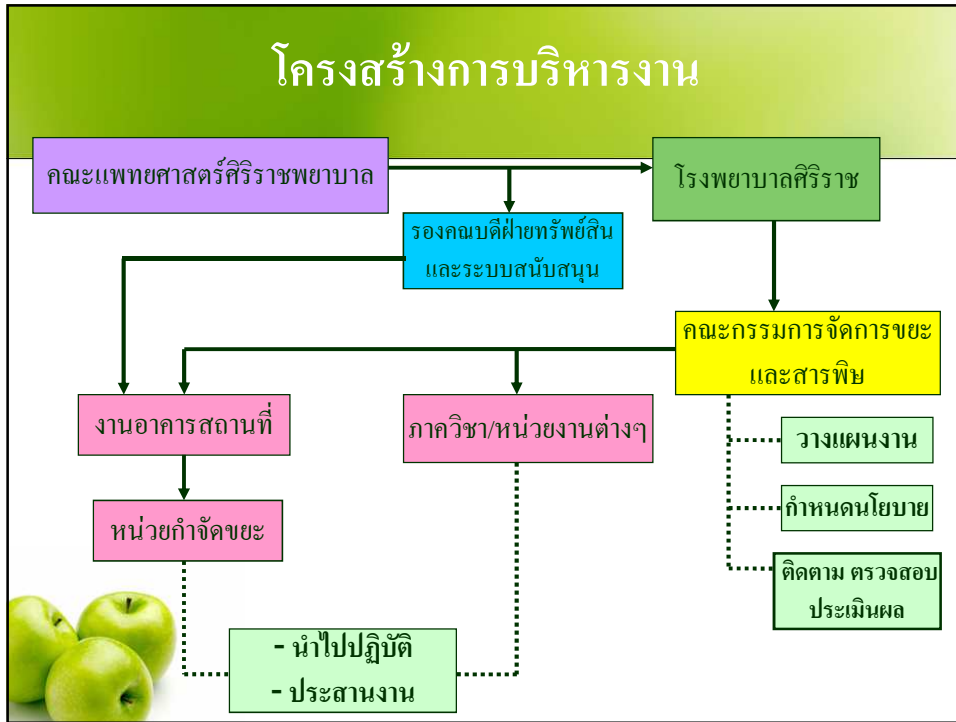 โครงสร้างการบริหารงาน
คณะแพทยศาสตร์ศิริราชพยาบาล
โรงพยาบาลศิริราช
รองคณบดีฝ่ายทรัพย์สิน
และระบบสนับสนุน
คณะกรรมการจัดการขยะ
และสารพิษ
งานอาคารสถานที่
ภาควิชา/หน่วยงานต่างๆ
วางแผนงาน
หน่วยกำจัดขยะ
กำหนดนโยบาย
ติดตาม ตรวจสอบ
ประเมินผล
- นำไปปฏิบัติ
- ประสานงาน